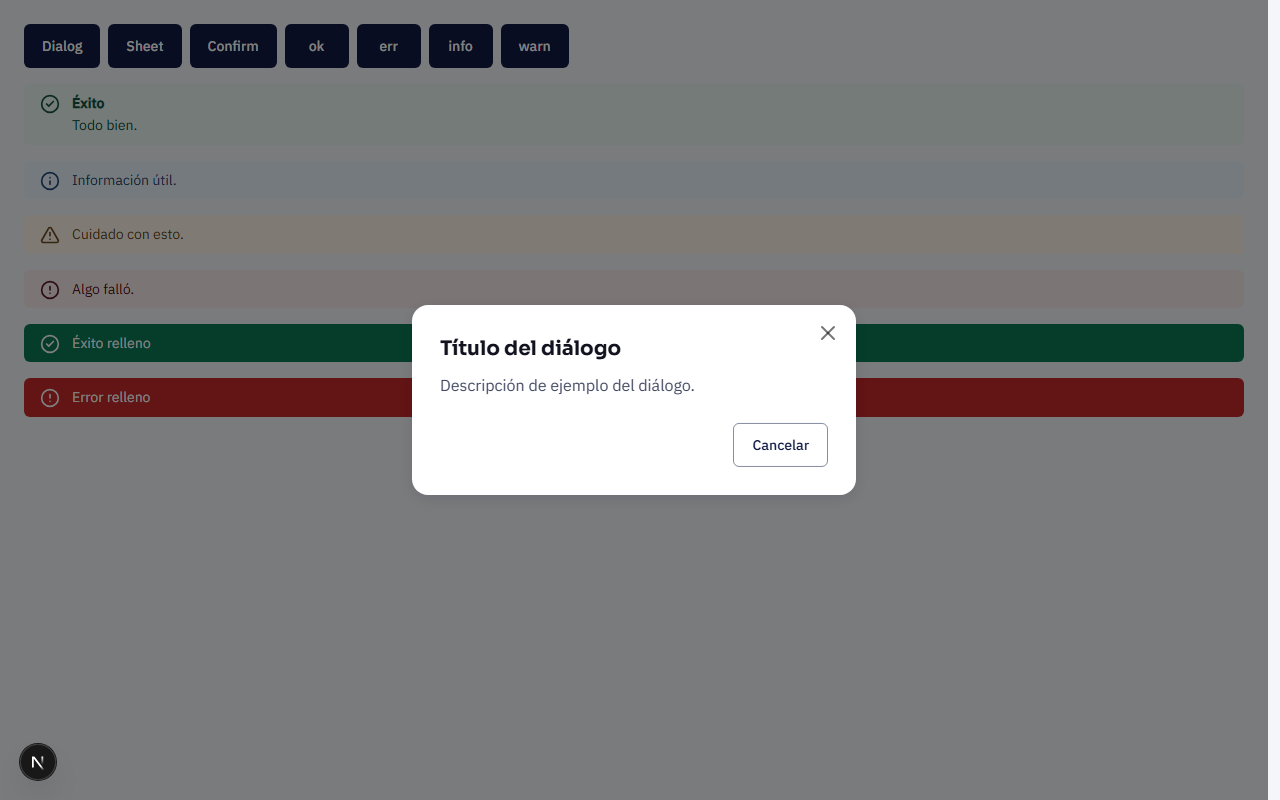 Dialog Sheet Confirm ok err info warn
Éxito
Todo bien.
Información útil.
Cuidado con esto.
Algo falló.
Éxito relleno
Error relleno
Título del diálogo
Descripción de ejemplo del diálogo.
Cancelar
N